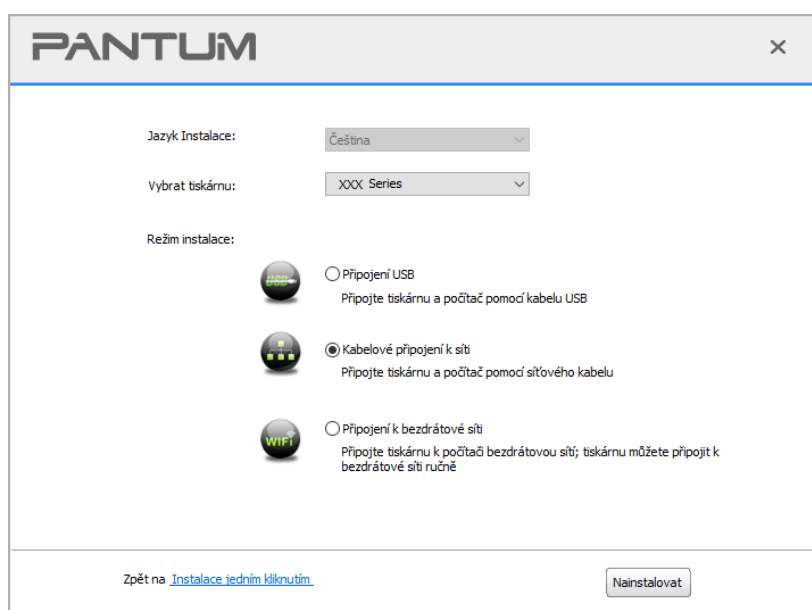 PANTUM
Jazyk Instalace:
Čeština
Vybrat tiskárnu:
XXX Series
Režim instalace:
USB
Připojení USB
Připojte tiskárnu a počítač pomocí kabelu USB
Kabelové připojení k síti
Připojte tiskárnu a počítač pomocí síťového kabelu
WiFi
Připojení k bezdrátové síti
Připojte tiskárnu k počítači bezdrátovou sítí; tiskárnu můžete připojit k
bezdrátové síti ručně
Zpět na Instalace jedním kliknutím
Nainstalovat